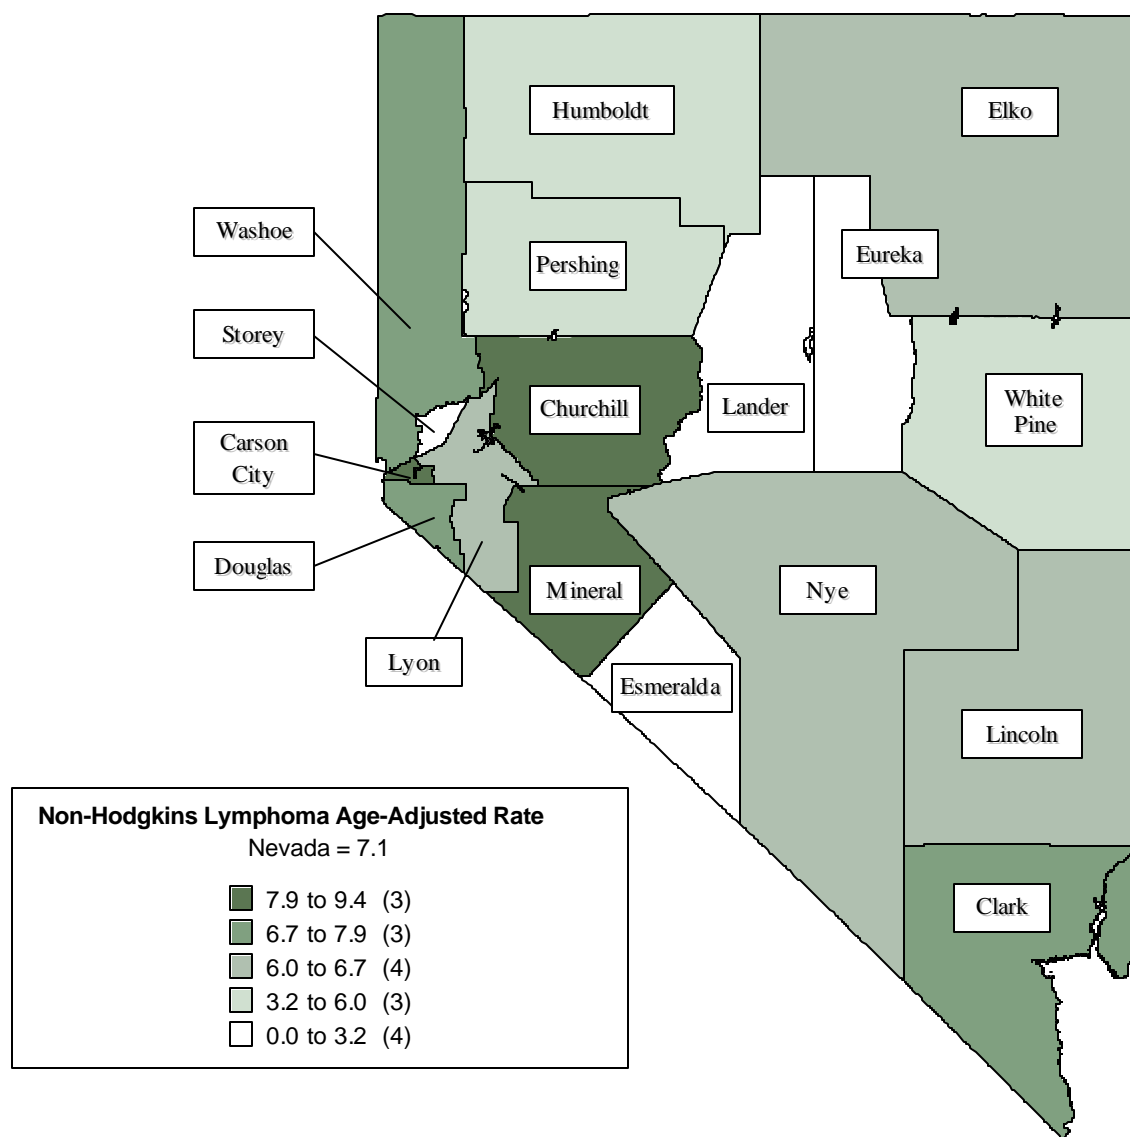 Humboldt
Elko
Washoe
Eureka
Pershing
Storey
Churchill
Lander
White
Pine
Carson
City
Douglas
Mineral
Nye
Lyon
Esmeralda
Lincoln
Non-Hodgkins Lymphoma Age-Adjusted Rate
Nevada = 7.1
7.9 to 9.4 (3)
6.7 to 7.9 (3)
6.0 to 6.7 (4)
3.2 to 6.0 (3)
0.0 to 3.2 (4)
Clark